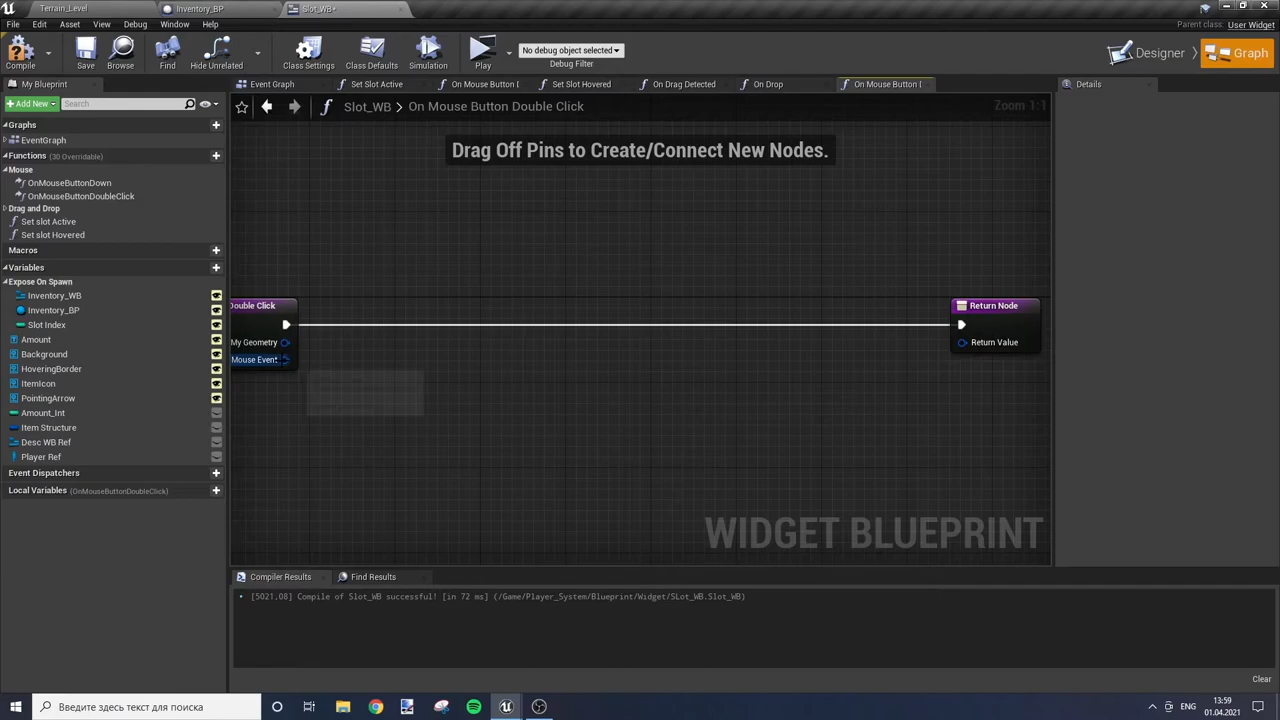 Terrain_Level
Inventory_BP
Slot_WB*
File
Edit
Asset
View
Debug
Window
Help
Parent class:
User Widget
Compile
Save
Browse
Find
Hide Unrelated
Class Settings
Class Defaults
Simulation
Play
No debug object selected
Debug Filter
Designer
Graph
My Blueprint
Event Graph
Set Slot Active
On Mouse Button D
Set Slot Hovered
On Drag Detected
On Drop
On Mouse Button D
Details
Add New
Search
Slot_WB
On Mouse Button Double Click
Zoom 1:1
Graphs
EventGraph
Functions (30 Overridable)
Mouse
OnMouseButtonDown
OnMouseButtonDoubleClick
Drag and Drop
Set slot Active
Set slot Hovered
Macros
Variables
Expose On Spawn
Inventory_WB
Inventory_BP
Slot Index
Amount
Background
HoveringBorder
ItemIcon
PointingArrow
Amount_Int
Item Structure
Desc WB Ref
Player Ref
Event Dispatchers
Local Variables (OnMouseButtonDoubleClick)
Drag Off Pins to Create/Connect New Nodes.
Double Click
My Geometry
Mouse Event
Return Node
Return Value
WIDGET BLUEPRINT
Compiler Results
Find Results
[5021,08] Compile of Slot_WB successful! [in 72 ms] (/Game/Player_System/Blueprint/Widget/SLot_WB.Slot_WB)
Clear
Введите здесь текст для поиска
ENG
13:59
01.04.2021